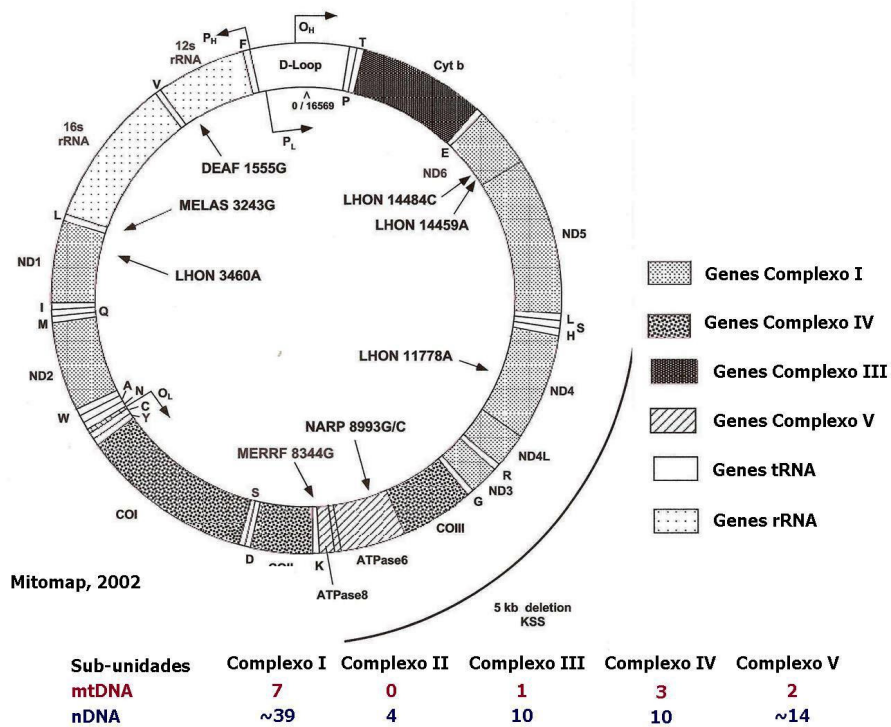 O_H
P_H
F
T
12s
rRNA
D-Loop
Cyt b
0 / 16569
P
P_L
V
E
16s
rRNA
ND6
DEAF 1555G
LHON 14484C
MELAS 3243G
LHON 14459A
L
ND1
LHON 3460A
ND5
I
Q
M
L
S
H
ND2
LHON 11778A
ND4
A
N
O_L
C
W
Y
NARP 8993G/C
MERRF 8344G
ND4L
R
ND3
G
COI
S
COIII
D
K
ATPase6
ATPase8
5 kb deletion
KSS
Genes Complexo I
Genes Complexo IV
Genes Complexo III
Genes Complexo V
Genes tRNA
Genes rRNA
Mitomap, 2002
Sub-unidades Complexo I Complexo II Complexo III Complexo IV Complexo V
mtDNA 7 0 1 3 2
nDNA ~39 4 10 10 ~14